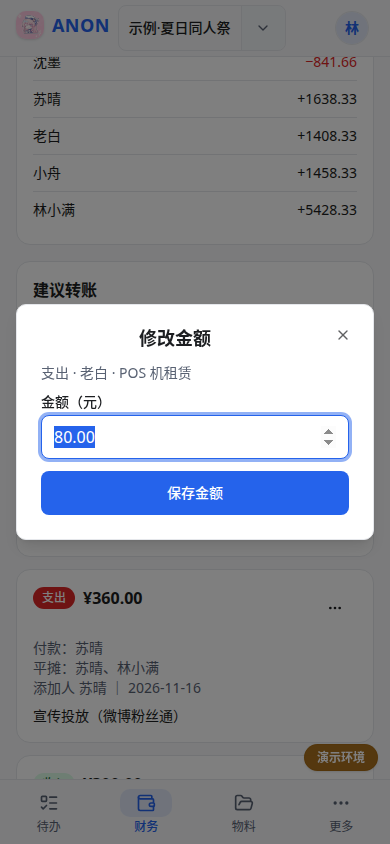 ANON
示例·夏日同人祭
林
沈墨 −841.66
苏晴 +1638.33
老白 +1408.33
小舟 +1458.33
林小满 +5428.33
建议转账
修改金额
支出 · 老白 · POS 机租赁
金额（元）
80.00
保存金额
支出 ¥360.00
付款：苏晴
平摊：苏晴、林小满
添加人 苏晴 ｜ 2026-11-16
宣传投放（微博粉丝通）
演示环境
待办
财务
物料
更多